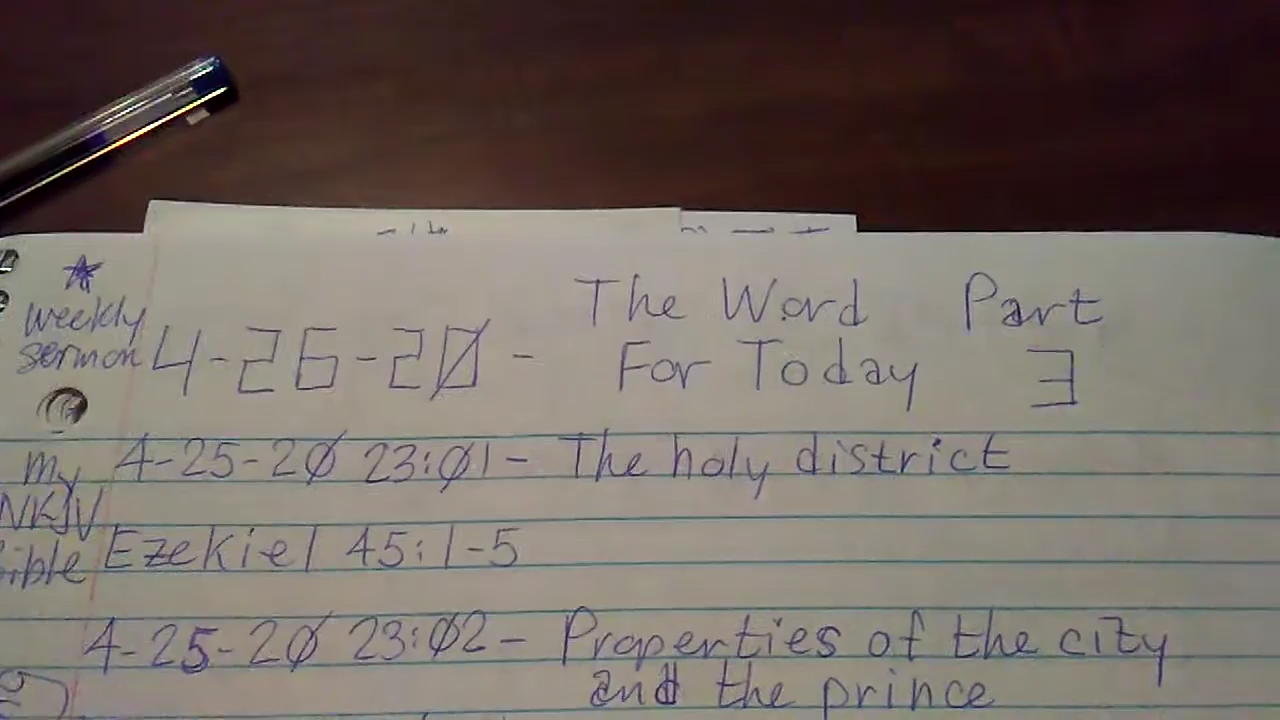 The Word Part
weekly
sermon 4-26-20 - For Today 3
4-25-20 23:01- The holy district
my
NKJV
Ezekiel 45:1-5
ible
4-25-20 23:02- Properties of the city
and the prince